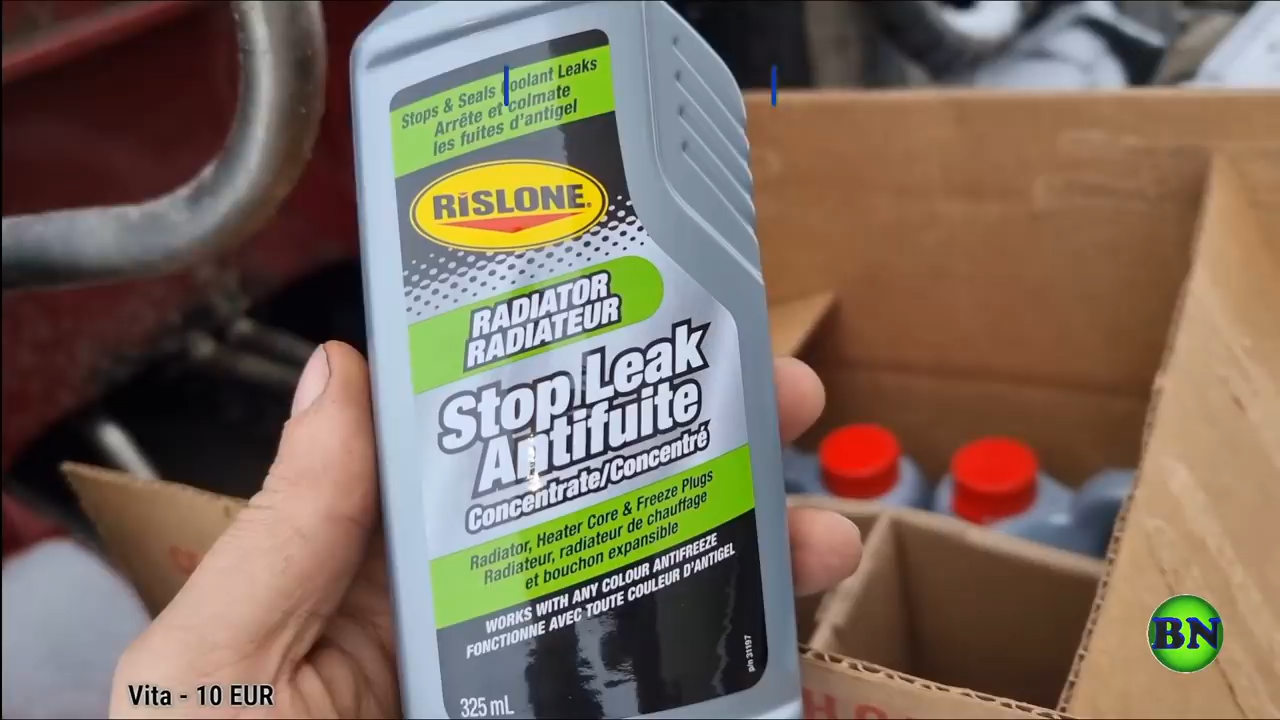 Stops & Seals Coolant Leaks
Arrête et colmate
les fuites d'antigel
RiSLONE®
RADIATOR
RADIATEUR
Stop Leak
Antifuite
Concentrate/Concentré
Radiator, Heater Core & Freeze Plugs
Radiateur, radiateur de chauffage
et bouchon expansible
WORKS WITH ANY COLOUR ANTIFREEZE
FONCTIONNE AVEC TOUTE COULEUR D'ANTIGEL
p/n 31197
325 mL
BN
Vita - 10 EUR